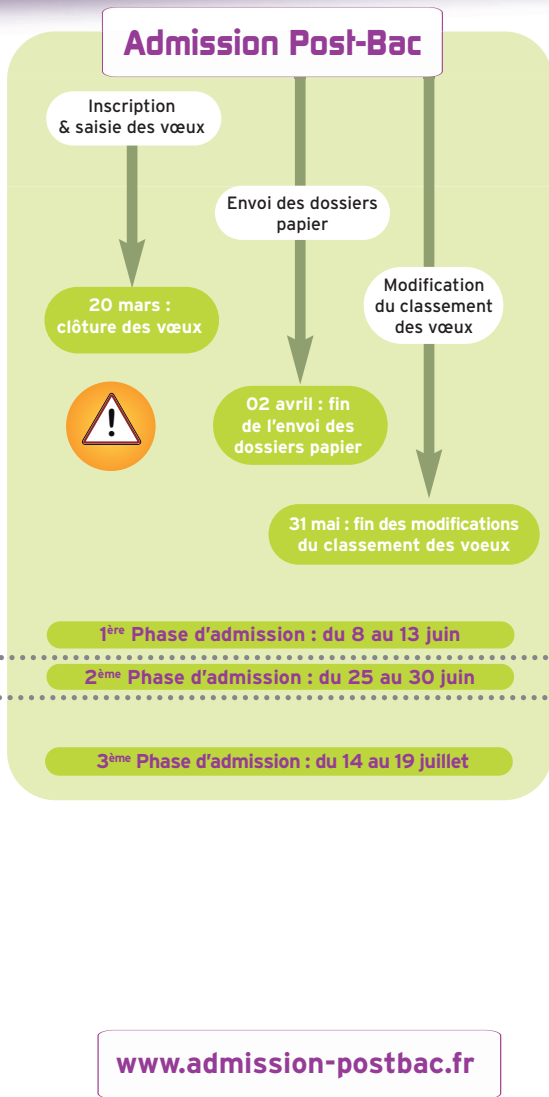 Admission Post-Bac
Inscription
& saisie des vœux
Envoi des dossiers
papier
Modification
du classement
des vœux
20 mars :
clôture des vœux
02 avril : fin
de l'envoi des
dossiers papier
31 mai : fin des modifications
du classement des voeux
1ère Phase d'admission : du 8 au 13 juin
2ème Phase d'admission : du 25 au 30 juin
3ème Phase d'admission : du 14 au 19 juillet
www.admission-postbac.fr